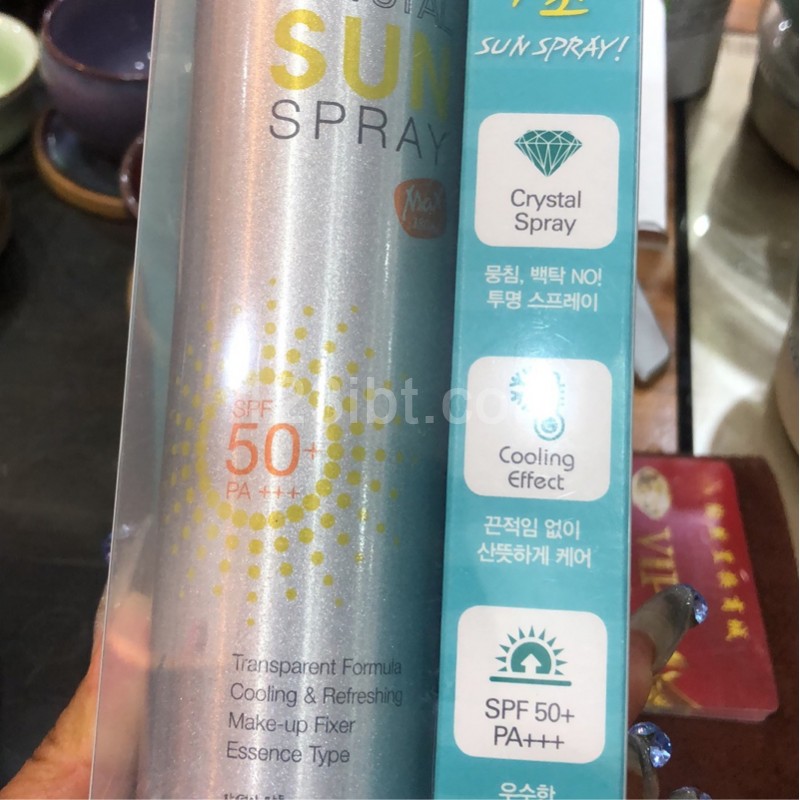 SUN
SPRAY
SPF
50+
PA +++
Transparent Formula
Cooling & Refreshing
Make-up Fixer
Essence Type
SUN SPRAY!
Crystal
Spray
뭉침, 백탁 NO!
투명 스프레이
Cooling
Effect
끈적임 없이
산뜻하게 케어
SPF 50+
PA+++
우수한
VIP